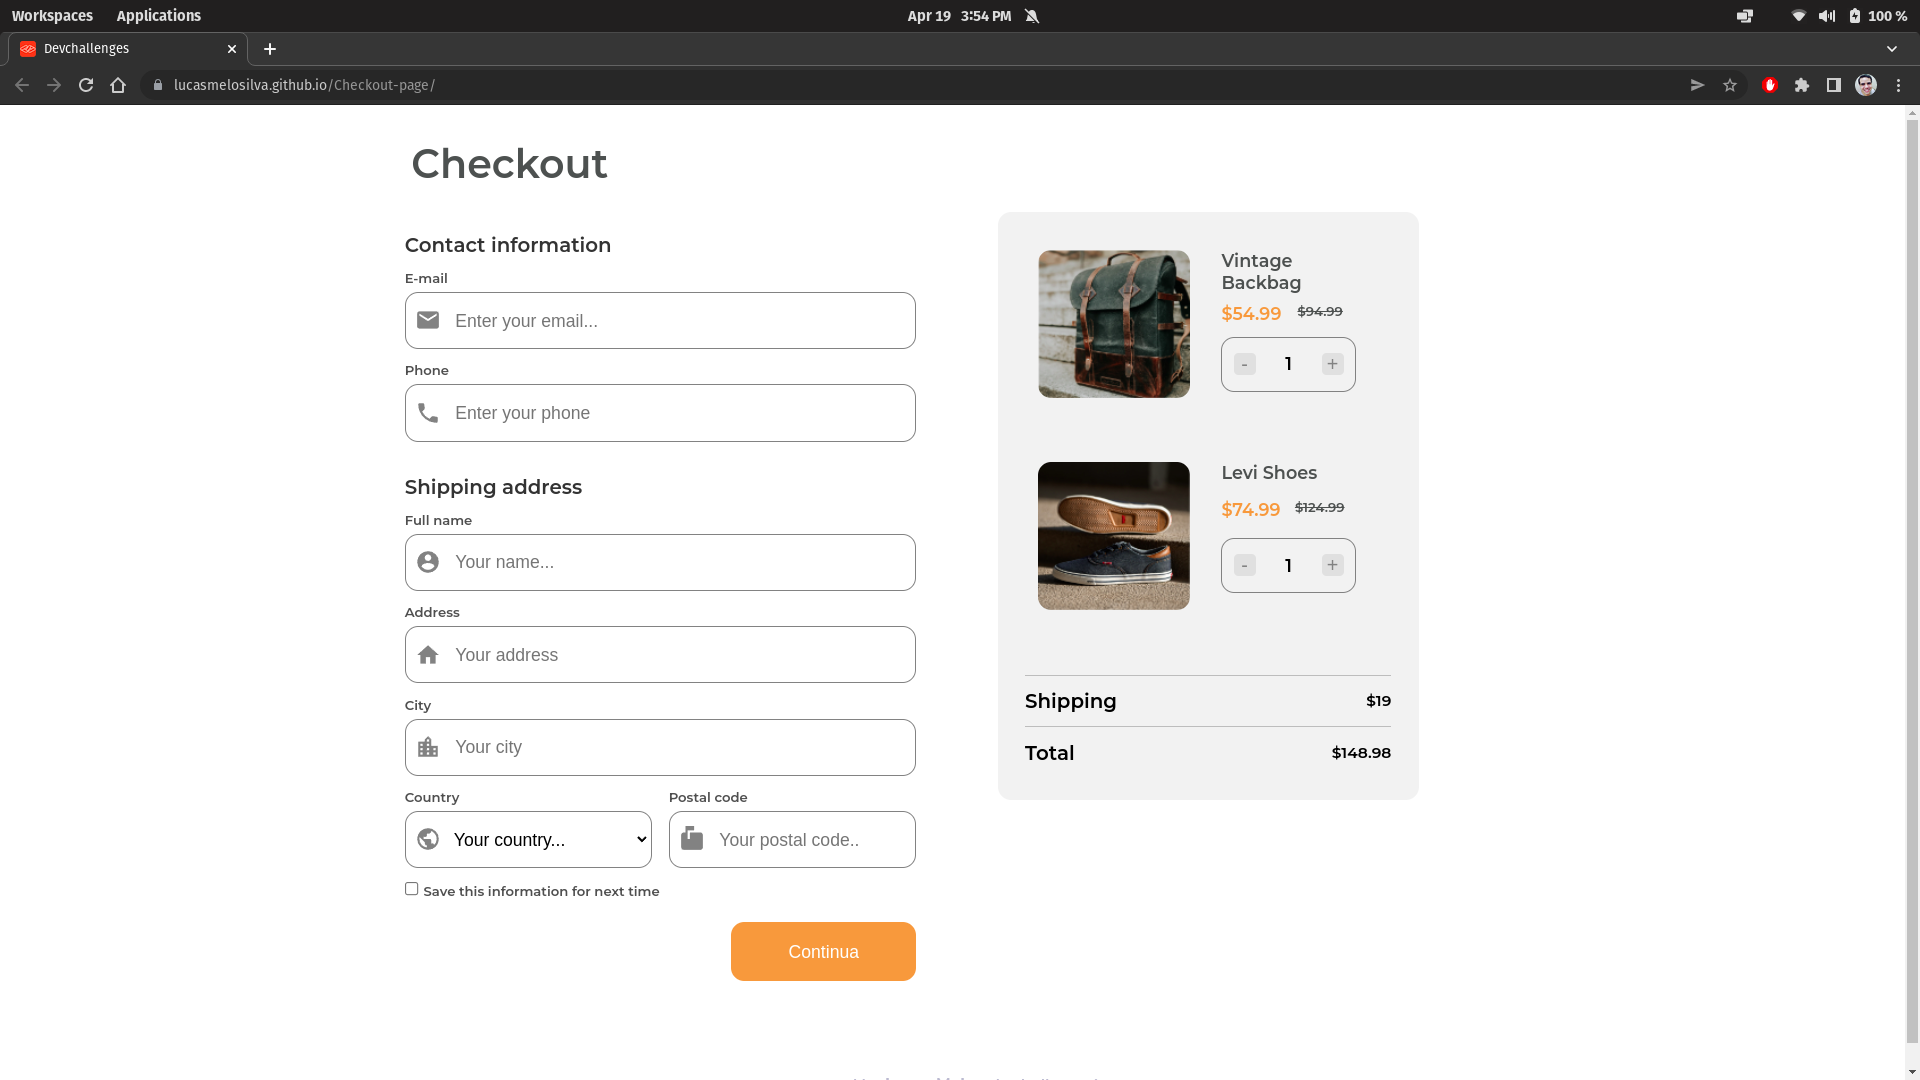 Workspaces Applications Apr 19 3:54 PM 100 %
Devchallenges
lucasmelosilva.github.io/Checkout-page/
Checkout
Contact information
E-mail
Enter your email...
Phone
Enter your phone
Shipping address
Full name
Your name...
Address
Your address
City
Your city
Country Postal code
Your country... Your postal code..
Save this information for next time
Continua
Vintage
Backbag
$54.99 $94.99
- 1 +
Levi Shoes
$74.99 $124.99
- 1 +
Shipping $19
Total $148.98